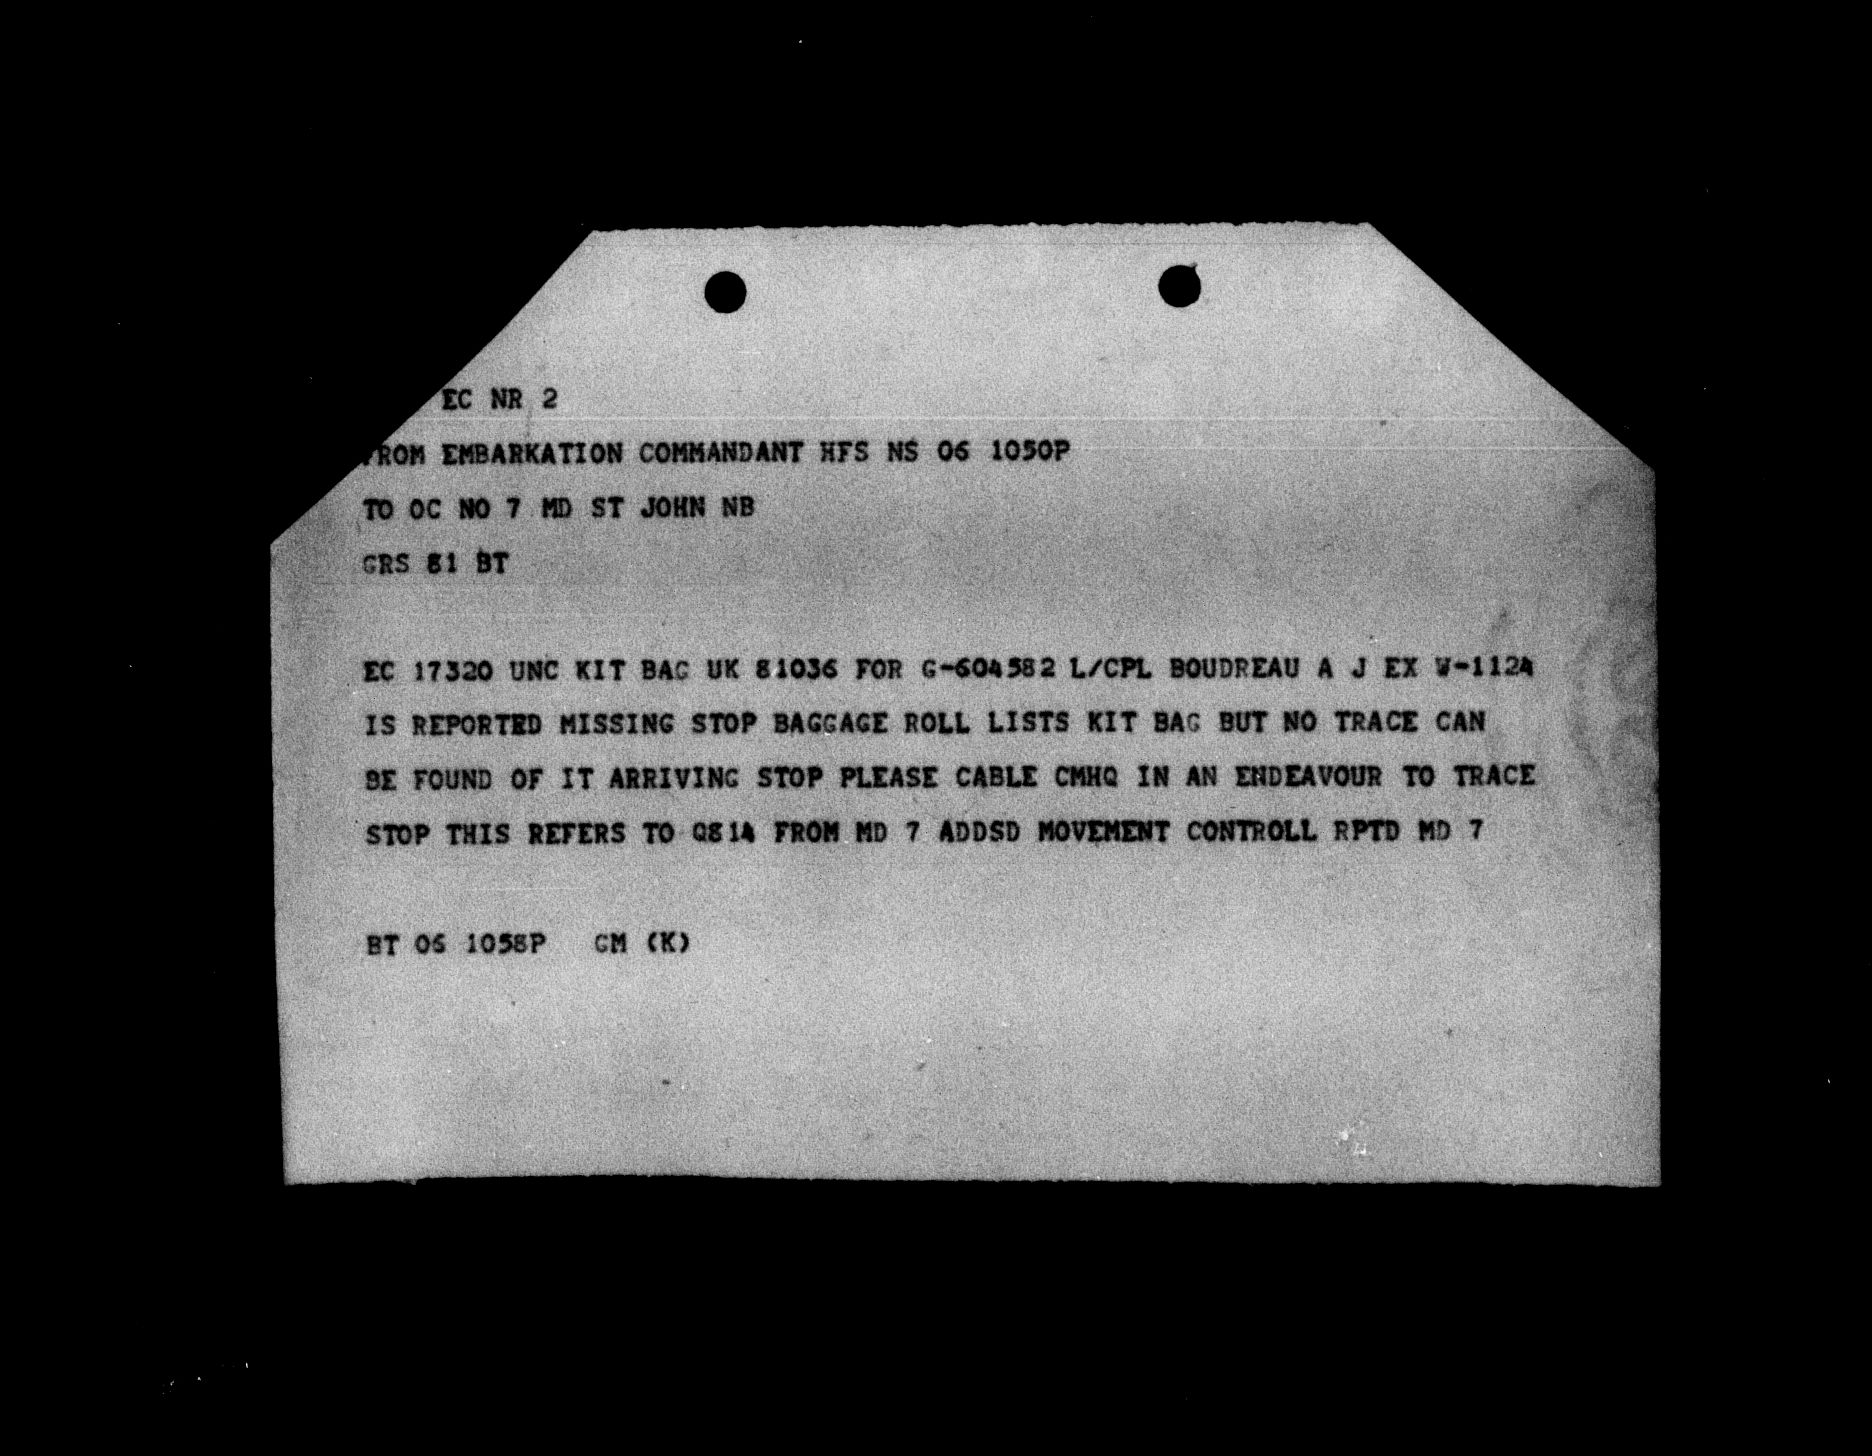 EC NR 2
FROM EMBARKATION COMMANDANT HFS NS 06 1050P
TO OC NO 7 MD ST JOHN NB
GRS 81 BT
EC 17320 UNC KIT BAG UK 81036 FOR G-604582 L/CPL BOUDREAU A J EX W-1124
IS REPORTED MISSING STOP BAGGAGE ROLL LISTS KIT BAG BUT NO TRACE CAN
BE FOUND OF IT ARRIVING STOP PLEASE CABLE CMHQ IN AN ENDEAVOUR TO TRACE
STOP THIS REFERS TO Q814 FROM MD 7 ADDSD MOVEMENT CONTROLL RPTD MD 7
BT 06 1058P GM (K)